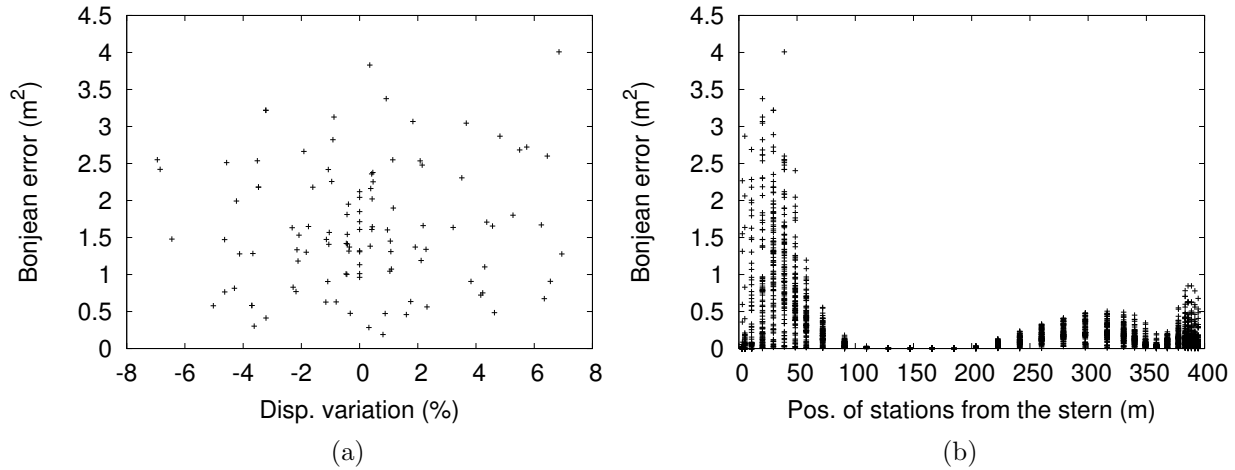 4.5
4
3.5
3
2.5
2
1.5
1
0.5
0
-8 -6 -4 -2 0 2 4 6 8
Bonjean error (m²)
Disp. variation (%)
(a)
4.5
4
3.5
3
2.5
2
1.5
1
0.5
0
0 50 100 150 200 250 300 350 400
Bonjean error (m²)
Pos. of stations from the stern (m)
(b)